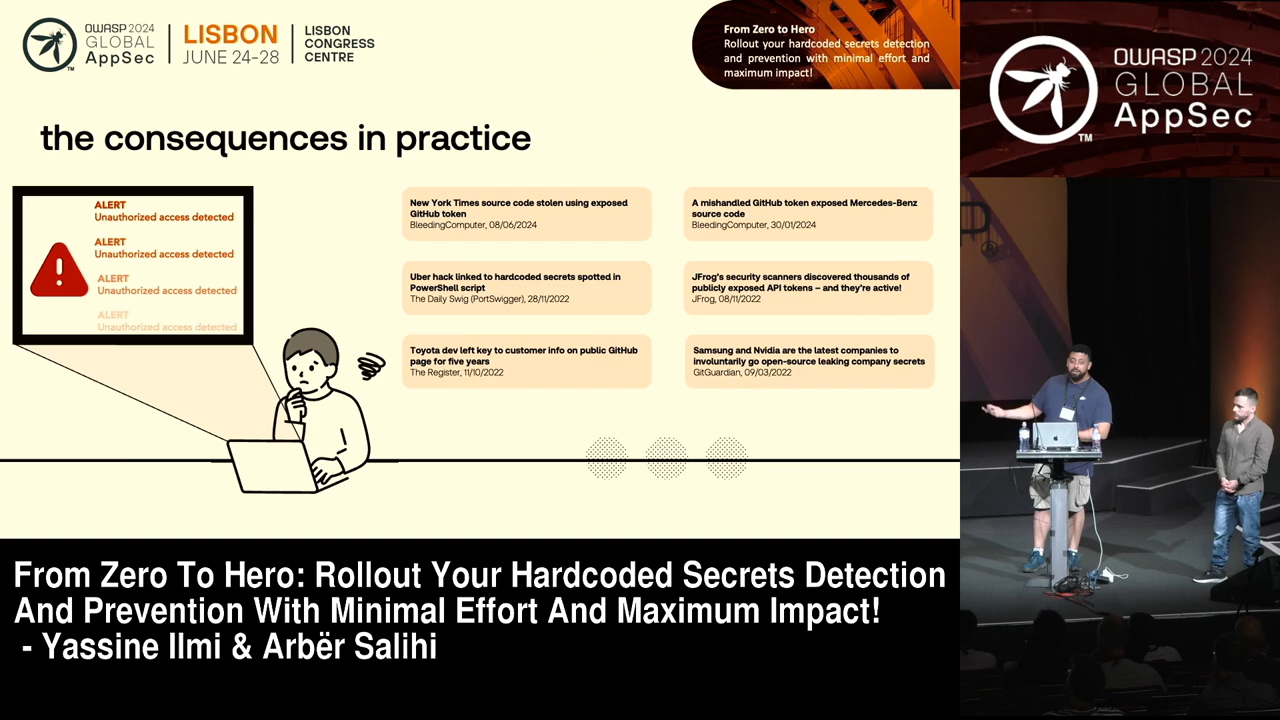 OWASP 2024
GLOBAL
AppSec
TM
LISBON
JUNE 24-28
LISBON
CONGRESS
CENTRE
From Zero to Hero
Rollout your hardcoded secrets detection
and prevention with minimal effort and
maximum impact!
OWASP 2024
GLOBAL
AppSec
TM
the consequences in practice
ALERT
Unauthorized access detected
ALERT
Unauthorized access detected
ALERT
Unauthorized access detected
ALERT
Unauthorized access detected
New York Times source code stolen using exposed
GitHub token
BleedingComputer, 08/06/2024
A mishandled GitHub token exposed Mercedes-Benz
source code
BleedingComputer, 30/01/2024
Uber hack linked to hardcoded secrets spotted in
PowerShell script
The Daily Swig (PortSwigger), 28/11/2022
JFrog's security scanners discovered thousands of
publicly exposed API tokens – and they're active!
JFrog, 08/11/2022
Toyota dev left key to customer info on public GitHub
page for five years
The Register, 11/10/2022
Samsung and Nvidia are the latest companies to
involuntarily go open-source leaking company secrets
GitGuardian, 09/03/2022
From Zero To Hero: Rollout Your Hardcoded Secrets Detection
And Prevention With Minimal Effort And Maximum Impact!
- Yassine Ilmi & Arbër Salihi